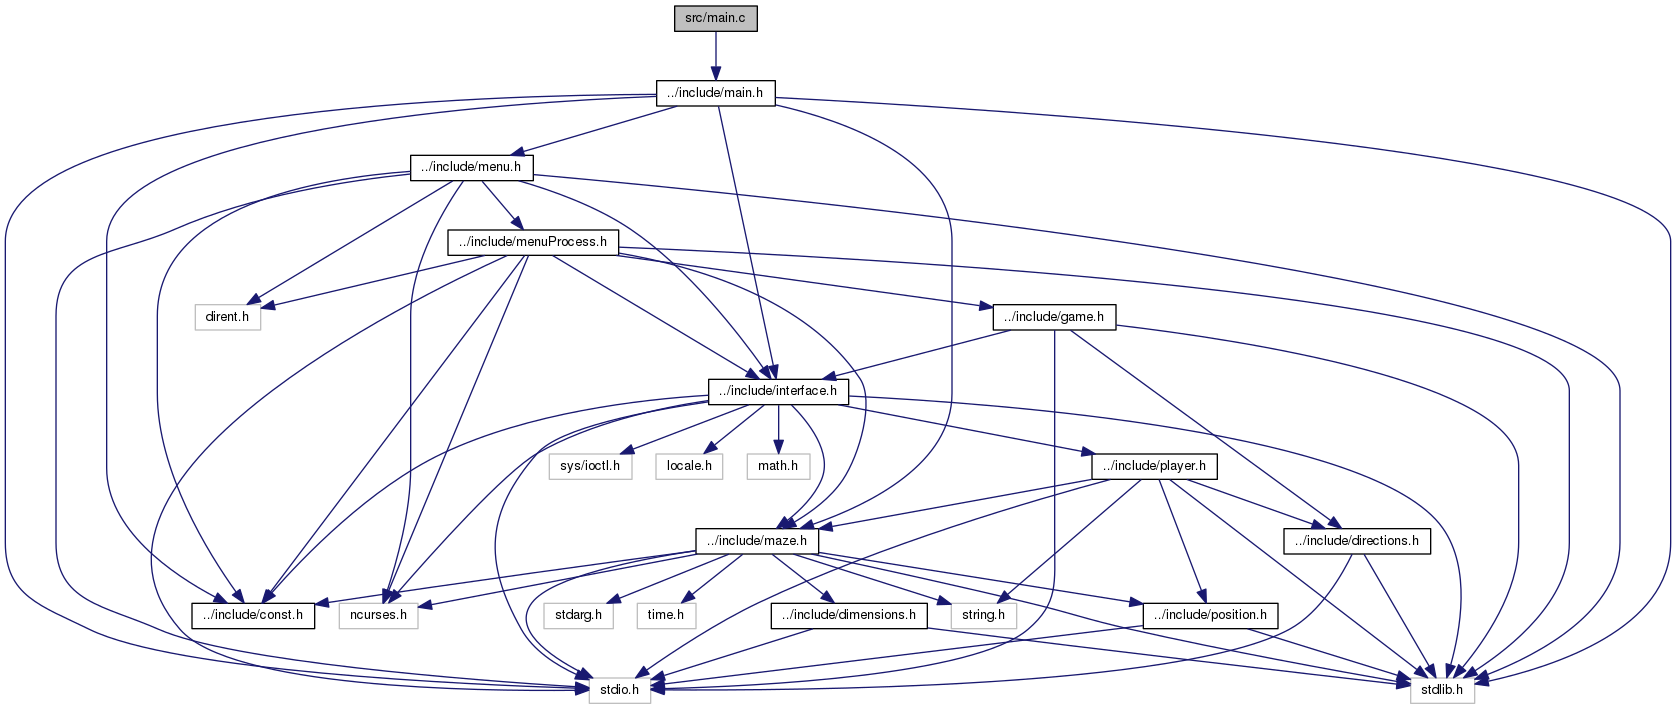 src/main.c
../include/main.h
../include/menu.h
../include/menuProcess.h
dirent.h
../include/game.h
../include/interface.h
sys/ioctl.h
locale.h
math.h
../include/player.h
../include/maze.h
../include/directions.h
../include/const.h
ncurses.h
stdarg.h
time.h
../include/dimensions.h
string.h
../include/position.h
stdio.h
stdlib.h